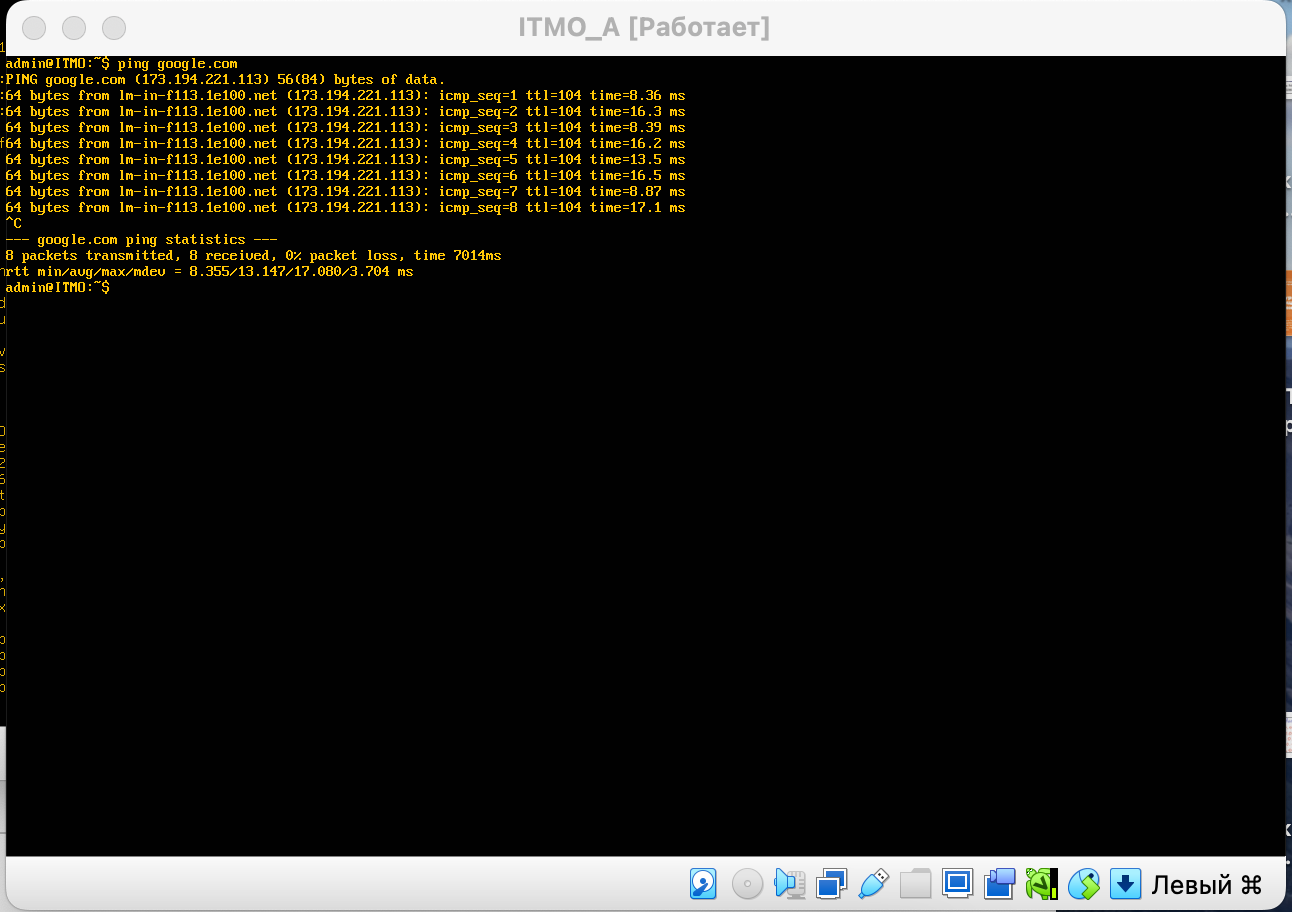 ITMO_A [Работает]
admin@ITMO:~$ ping google.com
PING google.com (173.194.221.113) 56(84) bytes of data.
64 bytes from lm-in-f113.1e100.net (173.194.221.113): icmp_seq=1 ttl=104 time=8.36 ms
64 bytes from lm-in-f113.1e100.net (173.194.221.113): icmp_seq=2 ttl=104 time=16.3 ms
64 bytes from lm-in-f113.1e100.net (173.194.221.113): icmp_seq=3 ttl=104 time=8.39 ms
64 bytes from lm-in-f113.1e100.net (173.194.221.113): icmp_seq=4 ttl=104 time=16.2 ms
64 bytes from lm-in-f113.1e100.net (173.194.221.113): icmp_seq=5 ttl=104 time=13.5 ms
64 bytes from lm-in-f113.1e100.net (173.194.221.113): icmp_seq=6 ttl=104 time=16.5 ms
64 bytes from lm-in-f113.1e100.net (173.194.221.113): icmp_seq=7 ttl=104 time=8.87 ms
64 bytes from lm-in-f113.1e100.net (173.194.221.113): icmp_seq=8 ttl=104 time=17.1 ms
^C
--- google.com ping statistics ---
8 packets transmitted, 8 received, 0% packet loss, time 7014ms
rtt min/avg/max/mdev = 8.355/13.147/17.080/3.704 ms
admin@ITMO:~$
Левый ⌘